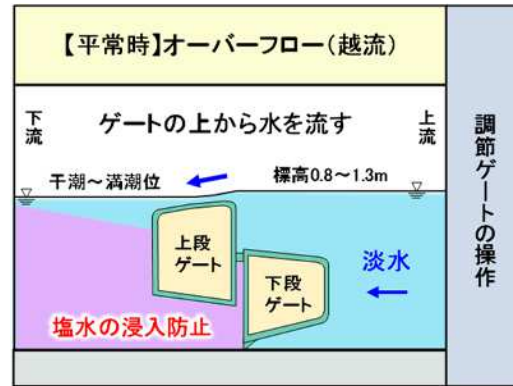 【平常時】オーバーフロー(越流)
下流
ゲートの上から水を流す
上流
干潮～満潮位
標高0.8～1.3m
上段
ゲート
下段
ゲート
淡水
塩水の浸入防止
調節ゲートの操作